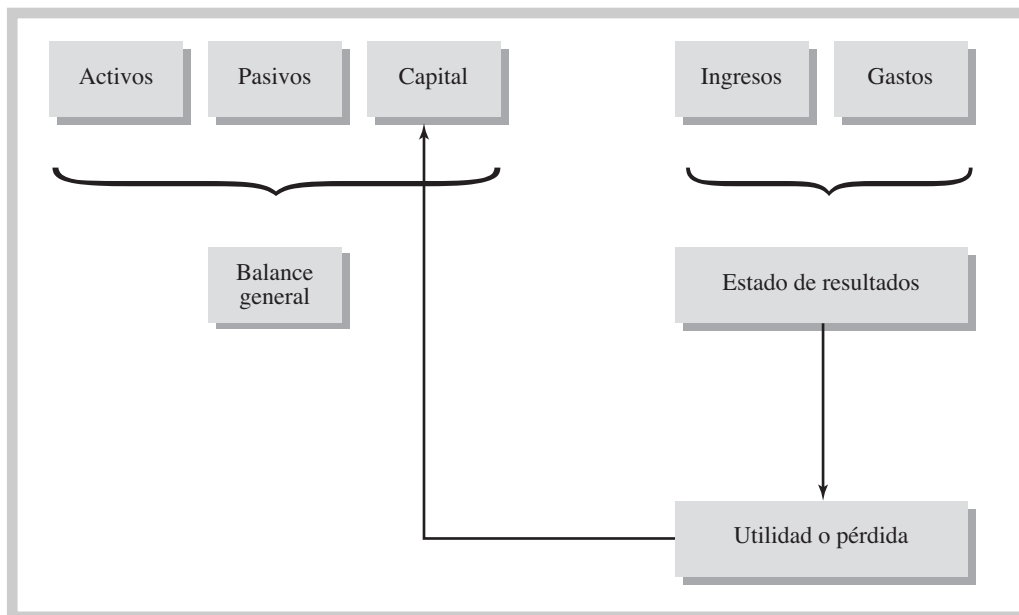 Activos
Pasivos
Capital
Ingresos
Gastos
Balance
general
Estado de resultados
Utilidad o pérdida